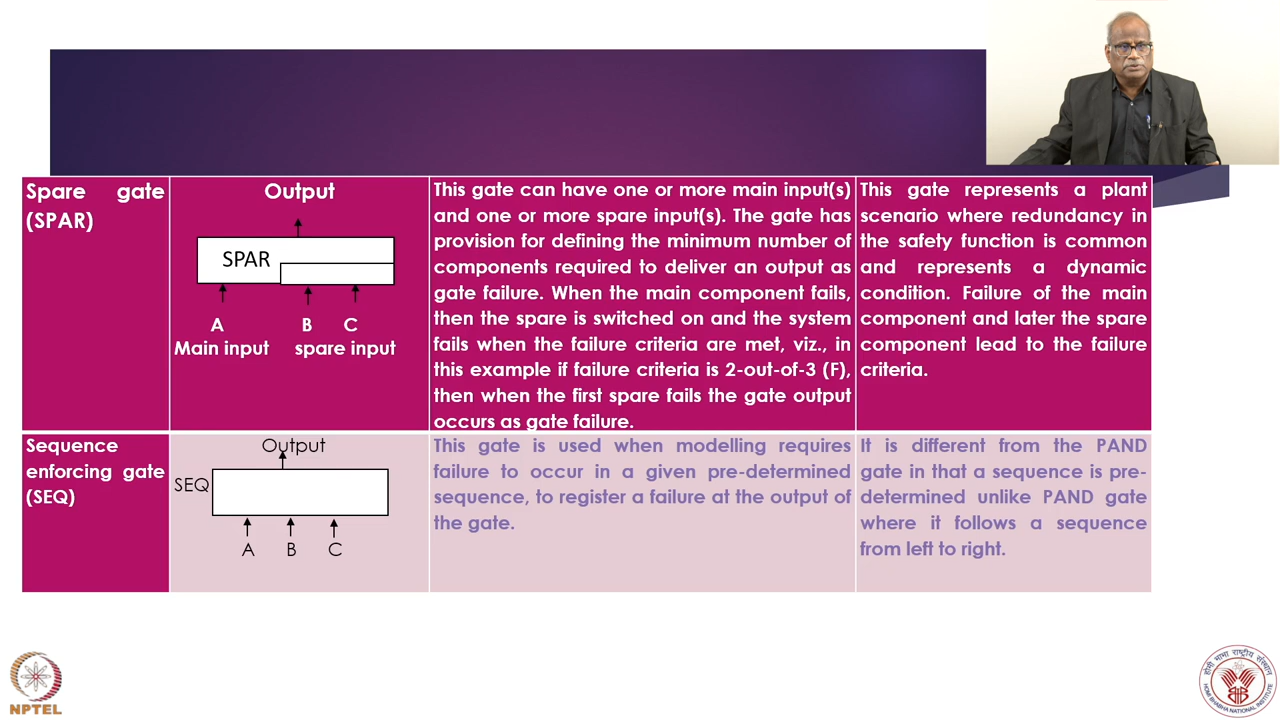 Spare gate
(SPAR)
Output
SPAR
A
B
C
Main input
spare input
This gate can have one or more main input(s)
and one or more spare input(s). The gate has
provision for defining the minimum number of
components required to deliver an output as
gate failure. When the main component fails,
then the spare is switched on and the system
fails when the failure criteria are met, viz., in
this example if failure criteria is 2-out-of-3 (F),
then when the first spare fails the gate output
occurs as gate failure.
This gate represents a plant
scenario where redundancy in
the safety function is common
and represents a dynamic
condition. Failure of the main
component and later the spare
component lead to the failure
criteria.
Sequence
enforcing gate
(SEQ)
Output
SEQ
A
B
C
This gate is used when modelling requires
failure to occur in a given pre-determined
sequence, to register a failure at the output of
the gate.
It is different from the PAND
gate in that a sequence is pre-
determined unlike PAND gate
where it follows a sequence
from left to right.
NPTEL
होमी भाभा राष्ट्रीय संस्थान
HOMI BHABHA NATIONAL INSTITUTE